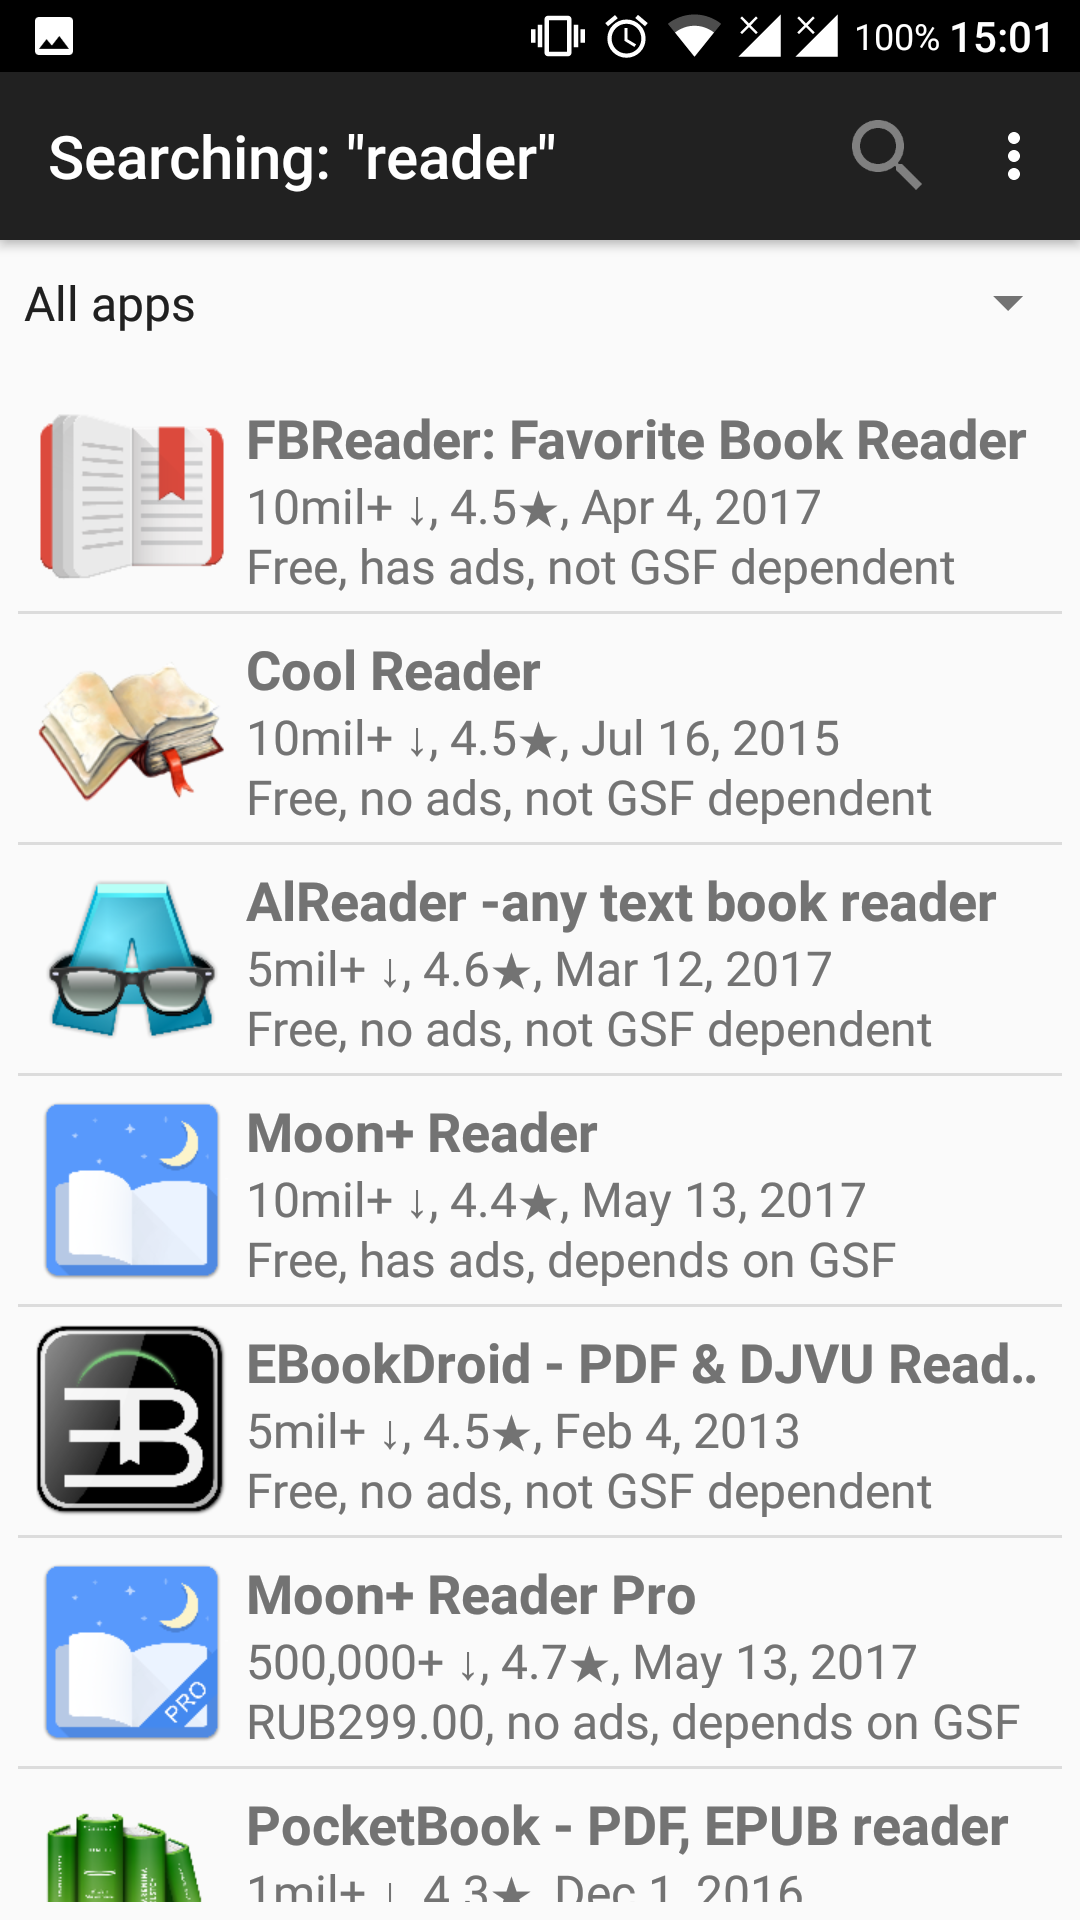 100% 15:01
Searching: "reader"
All apps
FBReader: Favorite Book Reader
10mil+ ↓, 4.5★, Apr 4, 2017
Free, has ads, not GSF dependent
Cool Reader
10mil+ ↓, 4.5★, Jul 16, 2015
Free, no ads, not GSF dependent
AlReader -any text book reader
5mil+ ↓, 4.6★, Mar 12, 2017
Free, no ads, not GSF dependent
Moon+ Reader
10mil+ ↓, 4.4★, May 13, 2017
Free, has ads, depends on GSF
EBookDroid - PDF & DJVU Read..
5mil+ ↓, 4.5★, Feb 4, 2013
Free, no ads, not GSF dependent
Moon+ Reader Pro
500,000+ ↓, 4.7★, May 13, 2017
RUB299.00, no ads, depends on GSF
PRO
PocketBook - PDF, EPUB reader
1mil+ ↓, 4.3★, Dec 1, 2016